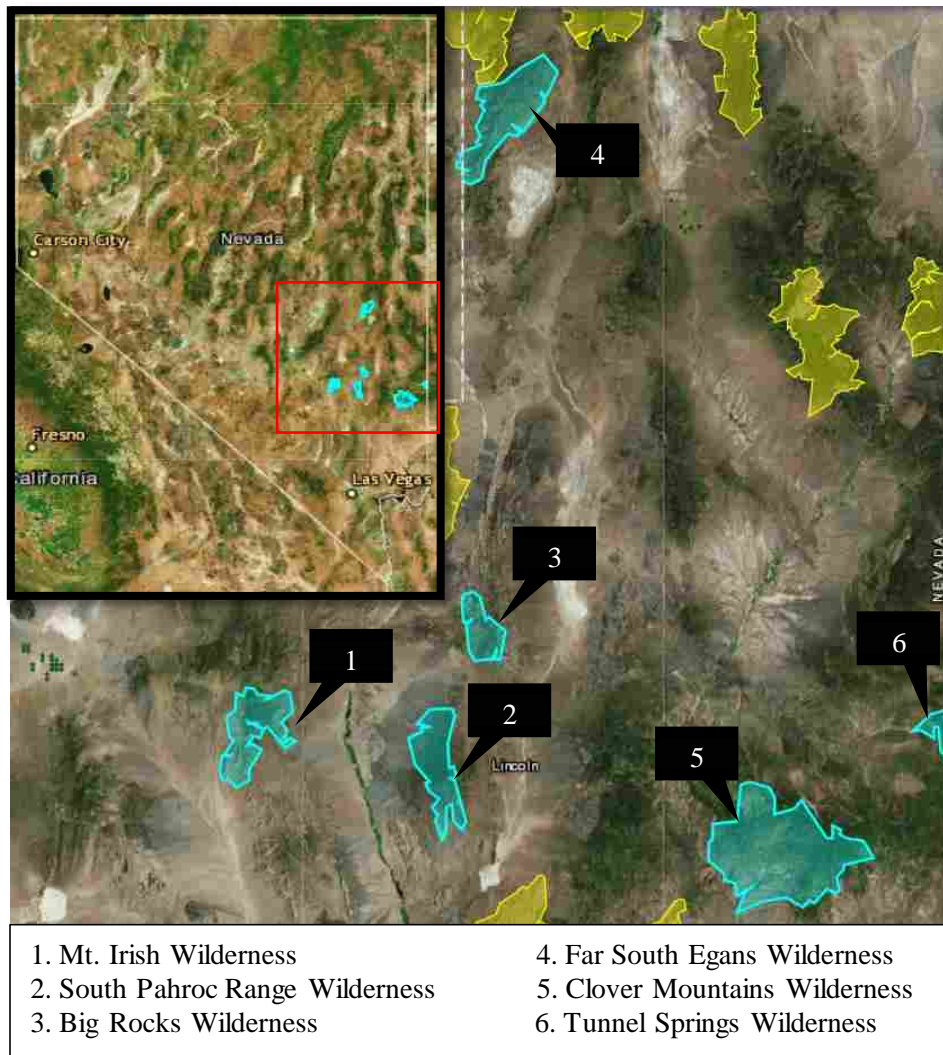 Carson City
Nevada
Fresno
California
Las Vegas
4
3
NEVADA
6
1
2
Lincoln
5
1. Mt. Irish Wilderness
2. South Pahroc Range Wilderness
3. Big Rocks Wilderness
4. Far South Egans Wilderness
5. Clover Mountains Wilderness
6. Tunnel Springs Wilderness